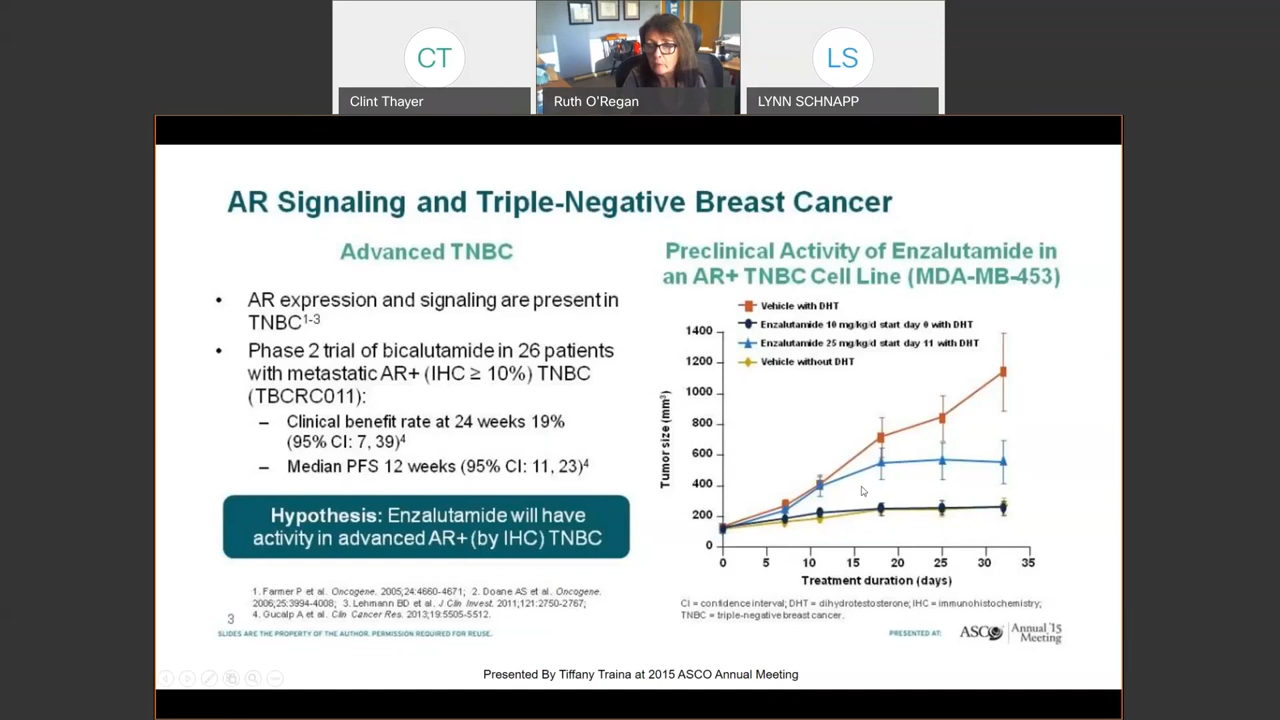 CT
LS
Clint Thayer
Ruth O'Regan
LYNN SCHNAPP
AR Signaling and Triple-Negative Breast Cancer
Advanced TNBC
• AR expression and signaling are present in
TNBC1-3
• Phase 2 trial of bicalutamide in 26 patients
with metastatic AR+ (IHC ≥ 10%) TNBC
(TBCRC011):
– Clinical benefit rate at 24 weeks 19%
(95% CI: 7, 39)4
– Median PFS 12 weeks (95% CI: 11, 23)4
Hypothesis: Enzalutamide will have
activity in advanced AR+ (by IHC) TNBC
1. Farmer P et al. Oncogene. 2005;24:4660-4671; 2. Doane AS et al. Oncogene.
2006;25:3994-4008; 3. Lehmann BD et al. J Clin Invest. 2011;121:2750-2767;
4. Gucalp A et al. Clin Cancer Res. 2013;19:5505-5512.
3
SLIDES ARE THE PROPERTY OF THE AUTHOR. PERMISSION REQUIRED FOR REUSE.
Preclinical Activity of Enzalutamide in
an AR+ TNBC Cell Line (MDA-MB-453)
Vehicle with DHT
Enzalutamide 10 mg/kg/d start day 0 with DHT
Enzalutamide 25 mg/kg/d start day 11 with DHT
Vehicle without DHT
Tumor size (mm3)
1400
1200
1000
800
600
400
200
0
0 5 10 15 20 25 30 35
Treatment duration (days)
CI = confidence interval; DHT = dihydrotestosterone; IHC = immunohistochemistry;
TNBC = triple-negative breast cancer.
PRESENTED AT:
ASCO
Annual '15
Meeting
Presented By Tiffany Traina at 2015 ASCO Annual Meeting